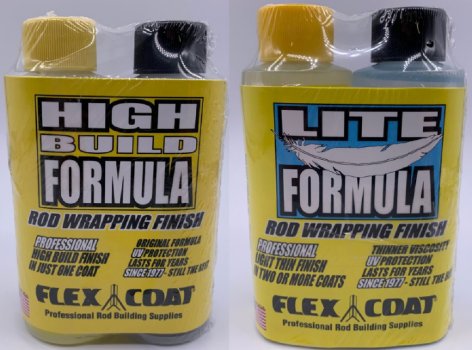 HIGH
BUILD
FORMULA
ROD WRAPPING FINISH
PROFESSIONAL
HIGH BUILD FINISH
IN JUST ONE COAT
ORIGINAL FORMULA
UV PROTECTION
LASTS FOR YEARS
SINCE 1977 - STILL THE BEST
FLEX COAT
Professional Rod Building Supplies
LITE
FORMULA
ROD WRAPPING FINISH
PROFESSIONAL
LIGHT THIN FINISH
IN TWO OR MORE COATS
THINNER VISCOSITY
UV PROTECTION
LASTS FOR YEARS
SINCE 1977 - STILL THE
FLEX COAT
Professional Rod Building Supplies